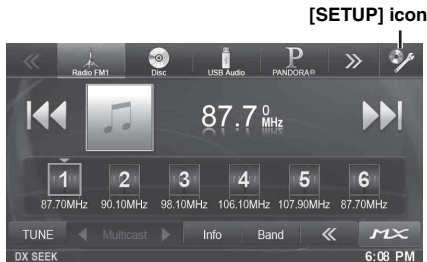 [SETUP] icon
Radio FM1 Disc USB Audio PANDORA®
87.7 0 MHz
1 2 3 4 5 6
87.70MHz 90.10MHz 98.10MHz 106.10MHz 107.90MHz 87.70MHz
TUNE Multicast Info Band MX
DX SEEK 6:08 PM